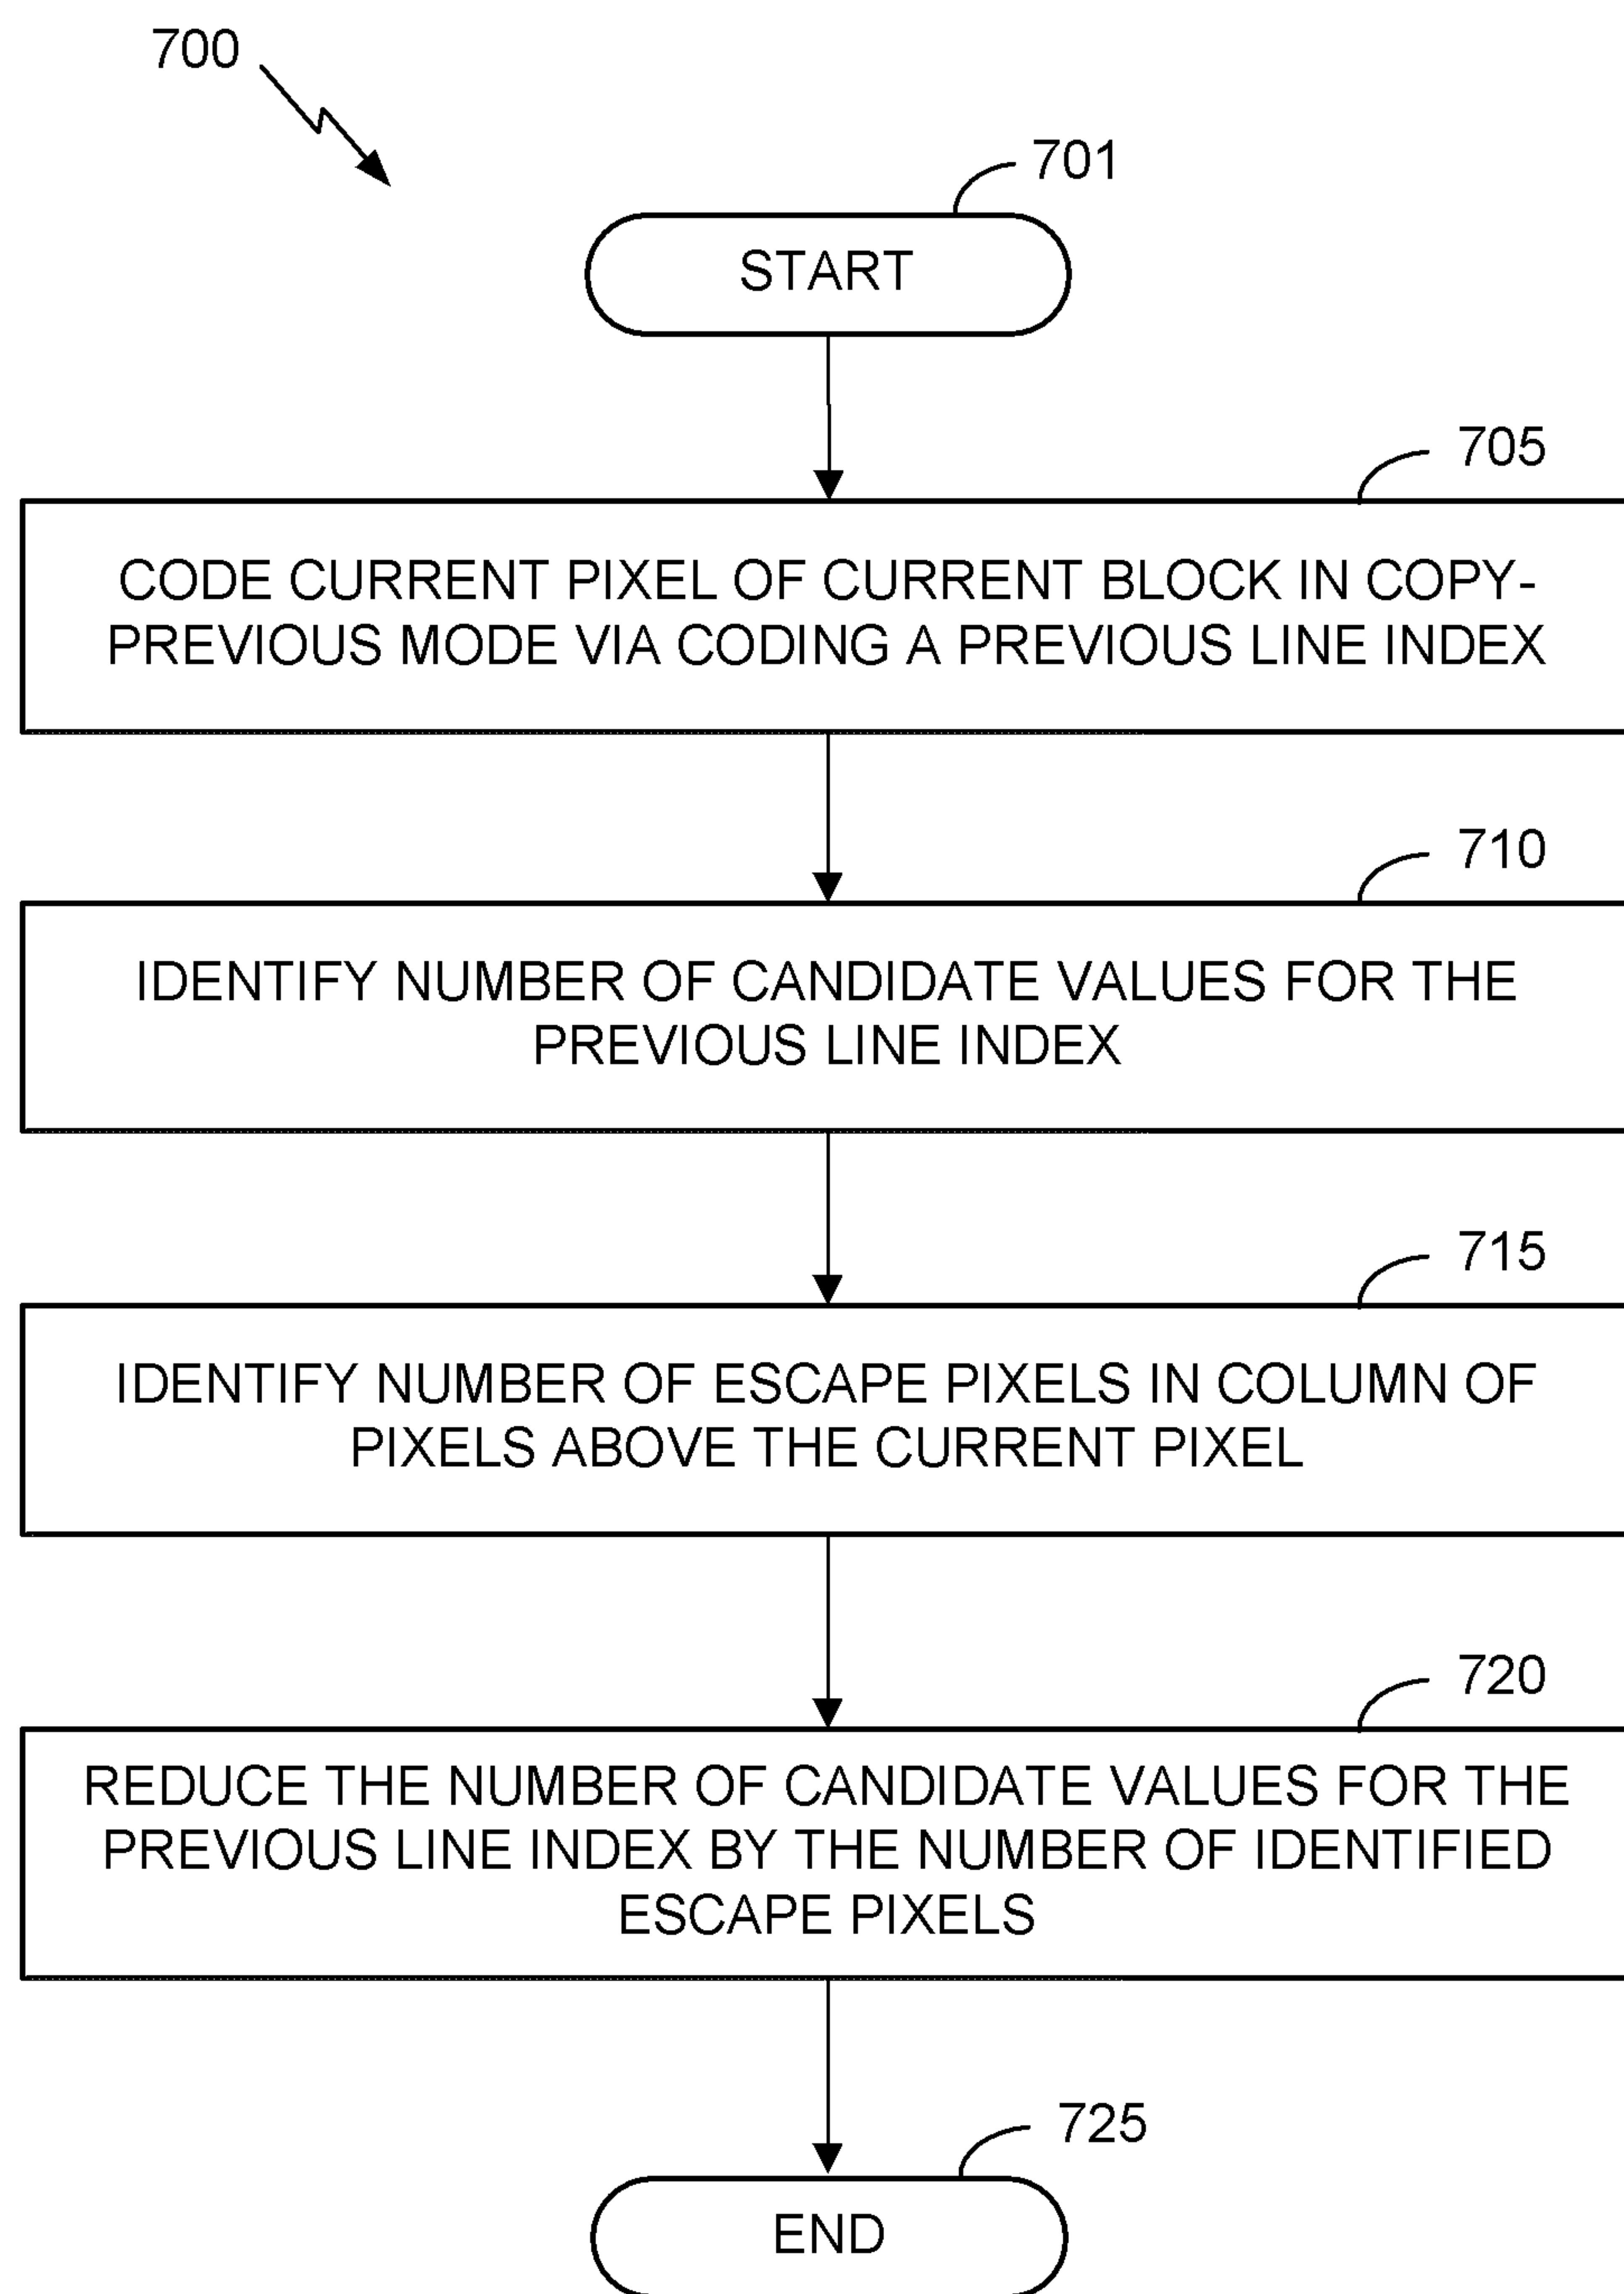 700
701
START
705
CODE CURRENT PIXEL OF CURRENT BLOCK IN COPY-
PREVIOUS MODE VIA CODING A PREVIOUS LINE INDEX
710
IDENTIFY NUMBER OF CANDIDATE VALUES FOR THE
PREVIOUS LINE INDEX
715
IDENTIFY NUMBER OF ESCAPE PIXELS IN COLUMN OF
PIXELS ABOVE THE CURRENT PIXEL
720
REDUCE THE NUMBER OF CANDIDATE VALUES FOR THE
PREVIOUS LINE INDEX BY THE NUMBER OF IDENTIFIED
ESCAPE PIXELS
725
END